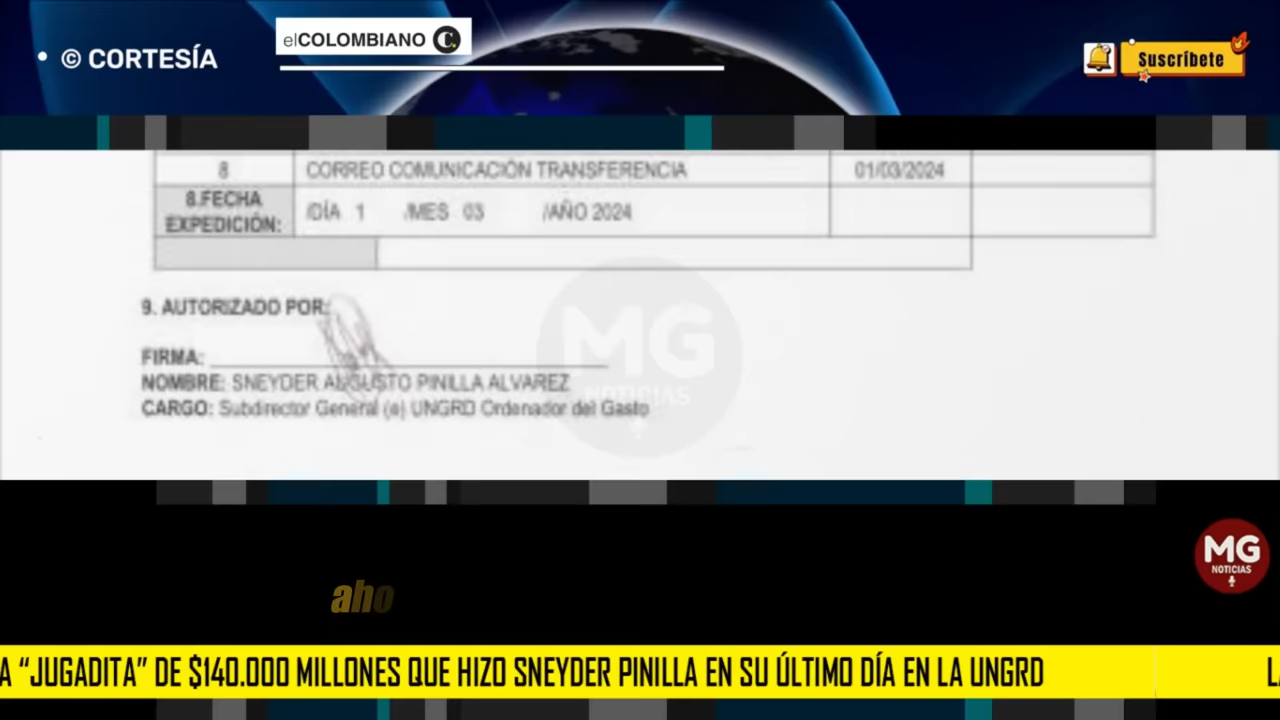 • © CORTESÍA
elCOLOMBIANO C
Suscríbete
8 CORREO COMUNICACIÓN TRANSFERENCIA 01/03/2024
8.FECHA EXPEDICIÓN: /DÍA 1 /MES 03 /AÑO 2024
9. AUTORIZADO POR:
FIRMA:
NOMBRE: SNEYDER AUGUSTO PINILLA ALVAREZ
CARGO: Subdirector General (e) UNGRD Ordenador del Gasto
MG
NOTICIAS
MG
NOTICIAS
aho
A “JUGADITA” DE $140.000 MILLONES QUE HIZO SNEYDER PINILLA EN SU ÚLTIMO DÍA EN LA UNGRD